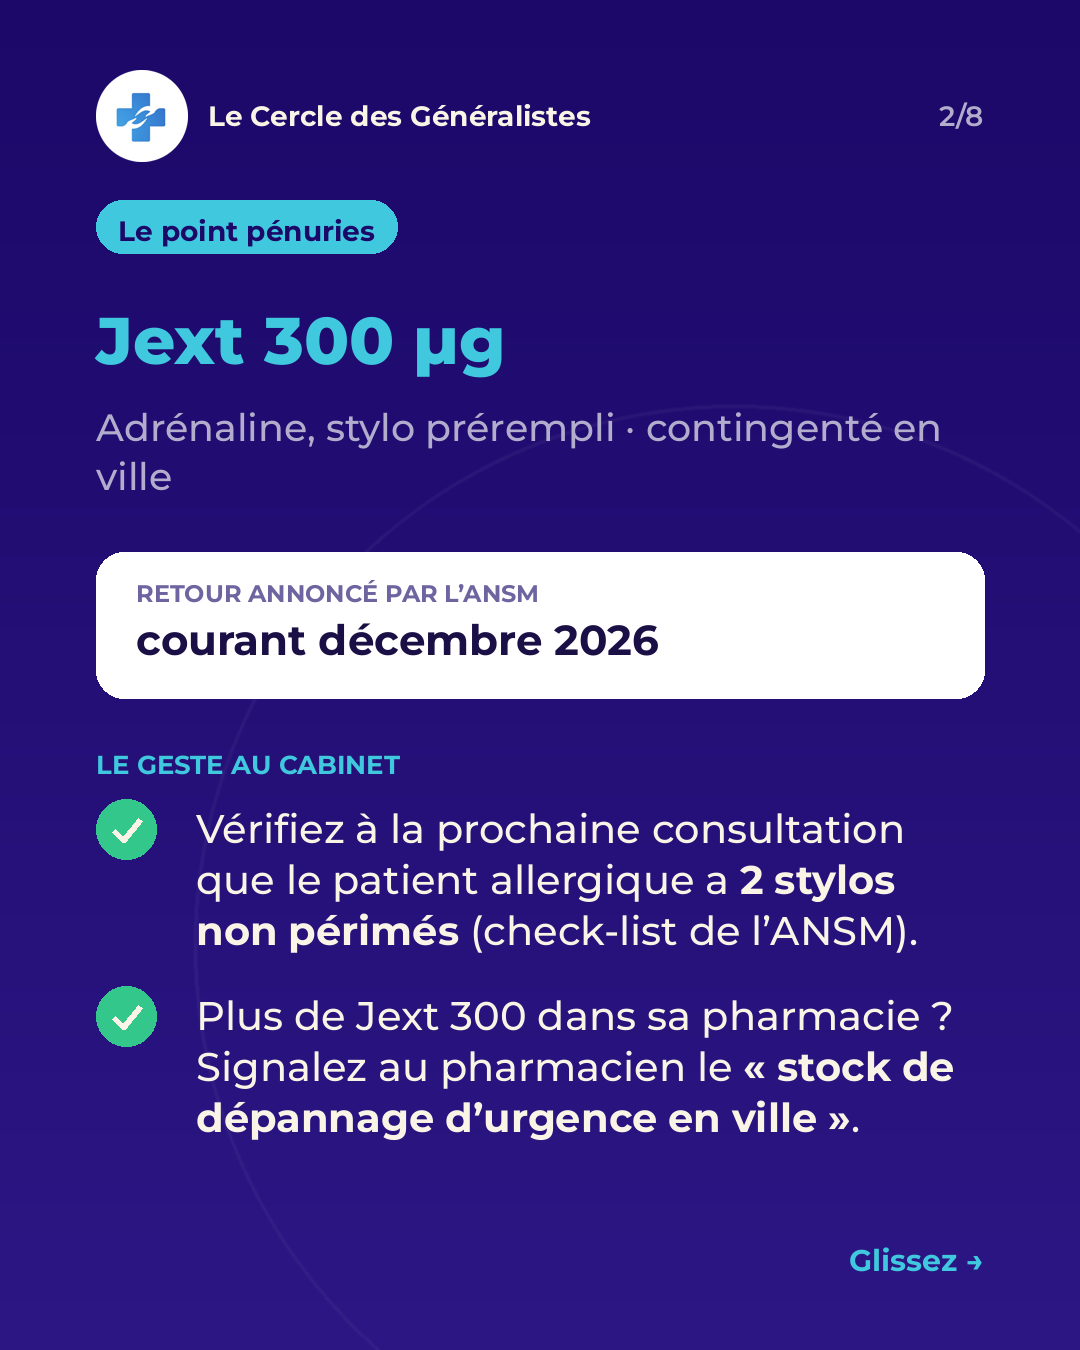 Le Cercle des Généralistes
2/8
Le point pénuries
Jext 300 µg
Adrénaline, stylo prérempli · contingenté en
ville
RETOUR ANNONCÉ PAR L’ANSM
courant décembre 2026
LE GESTE AU CABINET
Vérifiez à la prochaine consultation
que le patient allergique a 2 stylos
non périmés (check-list de l’ANSM).
Plus de Jext 300 dans sa pharmacie ?
Signalez au pharmacien le « stock de
dépannage d’urgence en ville ».
Glissez →